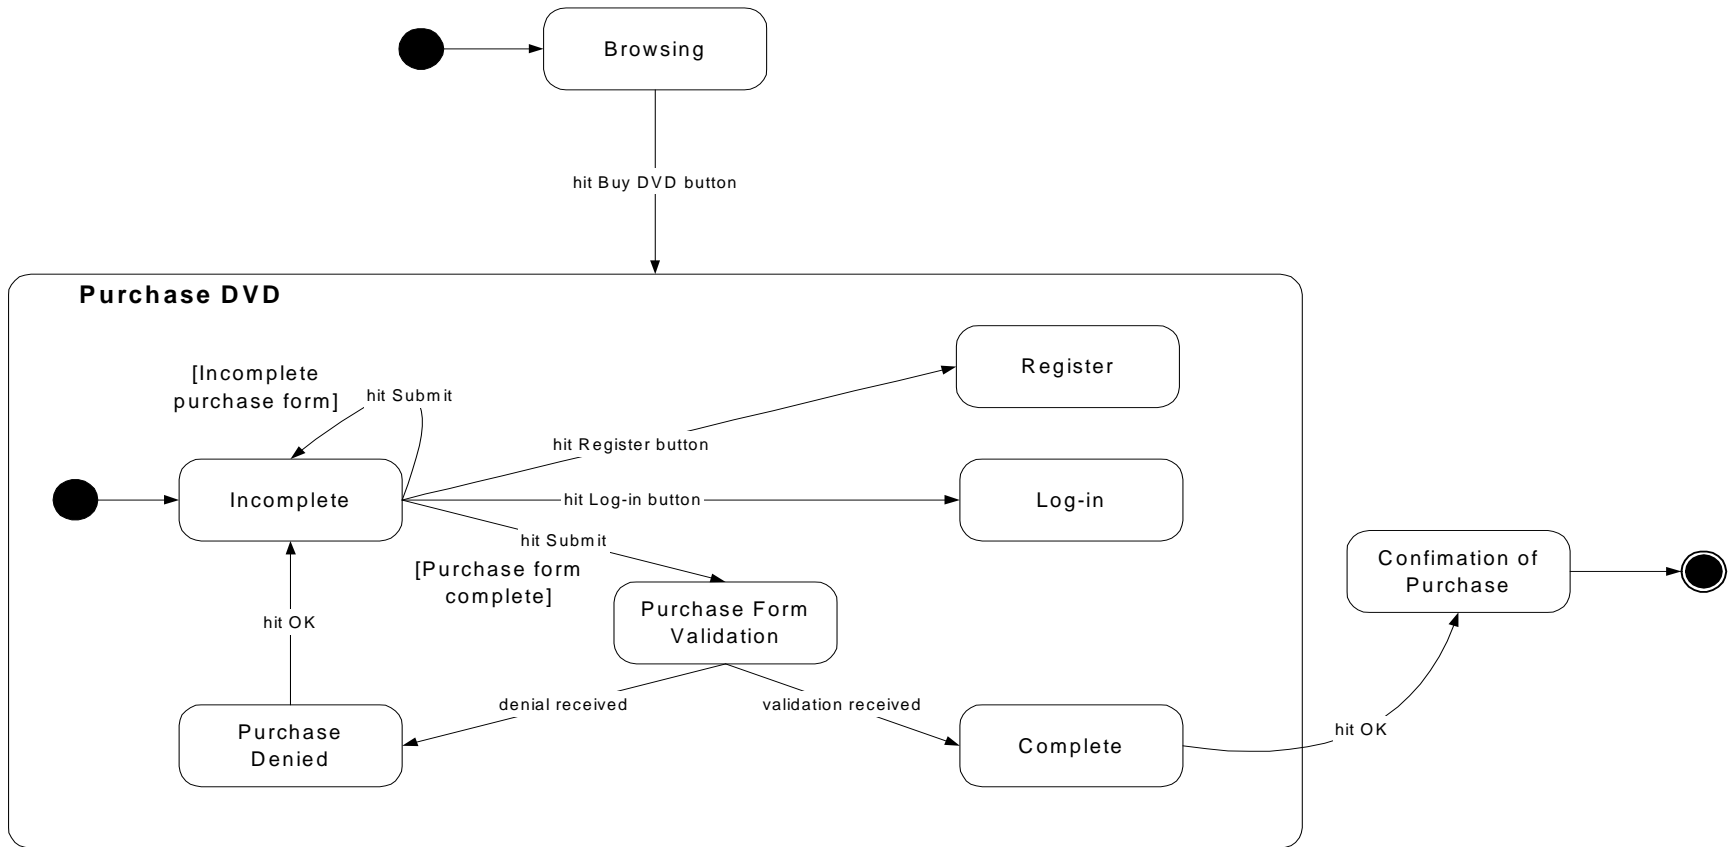 Browsing
hit Buy DVD button
Purchase DVD
Register
[Incomplete
purchase form]
hit Submit
hit Register button
Incomplete
hit Log-in button
Log-in
hit Submit
[Purchase form
complete]
Confimation of
Purchase
Purchase Form
Validation
hit OK
denial received
validation received
Purchase
Denied
Complete
hit OK